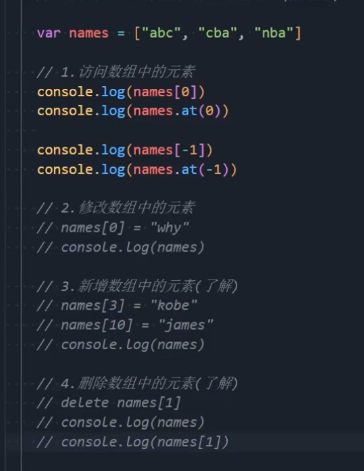 var names = ["abc", "cba", "nba"]
// 1.访问数组中的元素
console.log(names[0])
console.log(names.at(0))
console.log(names[-1])
console.log(names.at(-1))
// 2.修改数组中的元素
// names[0] = "why"
// console.log(names)
// 3.新增数组中的元素(了解)
// names[3] = "kobe"
// names[10] = "james"
// console.log(names)
// 4.删除数组中的元素(了解)
// delete names[1]
// console.log(names)
// console.log(names[1])